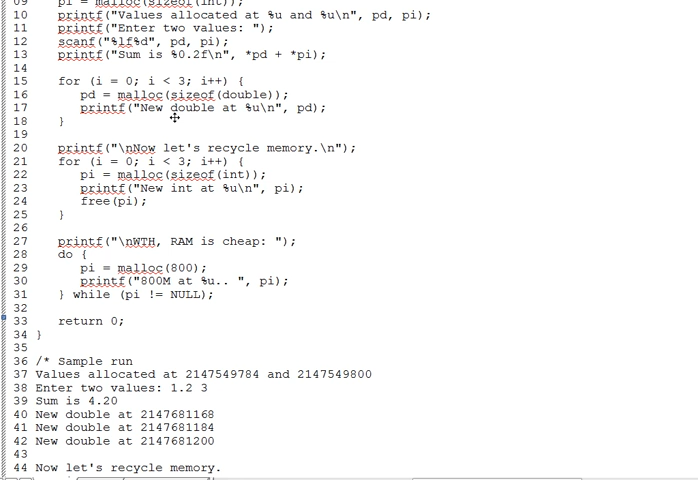 09    pi = malloc(sizeof(int));
10    printf("Values allocated at %u and %u\n", pd, pi);
11    printf("Enter two values: ");
12    scanf("%lf%d", pd, pi);
13    printf("Sum is %0.2f\n", *pd + *pi);
14
15    for (i = 0; i < 3; i++) {
16       pd = malloc(sizeof(double));
17       printf("New double at %u\n", pd);
18    }
19
20    printf("\nNow let's recycle memory.\n");
21    for (i = 0; i < 3; i++) {
22       pi = malloc(sizeof(int));
23       printf("New int at %u\n", pi);
24       free(pi);
25    }
26
27    printf("\nWTH, RAM is cheap: ");
28    do {
29       pi = malloc(800);
30       printf("800M at %u.. ", pi);
31    } while (pi != NULL);
32
33    return 0;
34 }
35
36 /* Sample run
37 Values allocated at 2147549784 and 2147549800
38 Enter two values: 1.2 3
39 Sum is 4.20
40 New double at 2147681168
41 New double at 2147681184
42 New double at 2147681200
43
44 Now let's recycle memory.